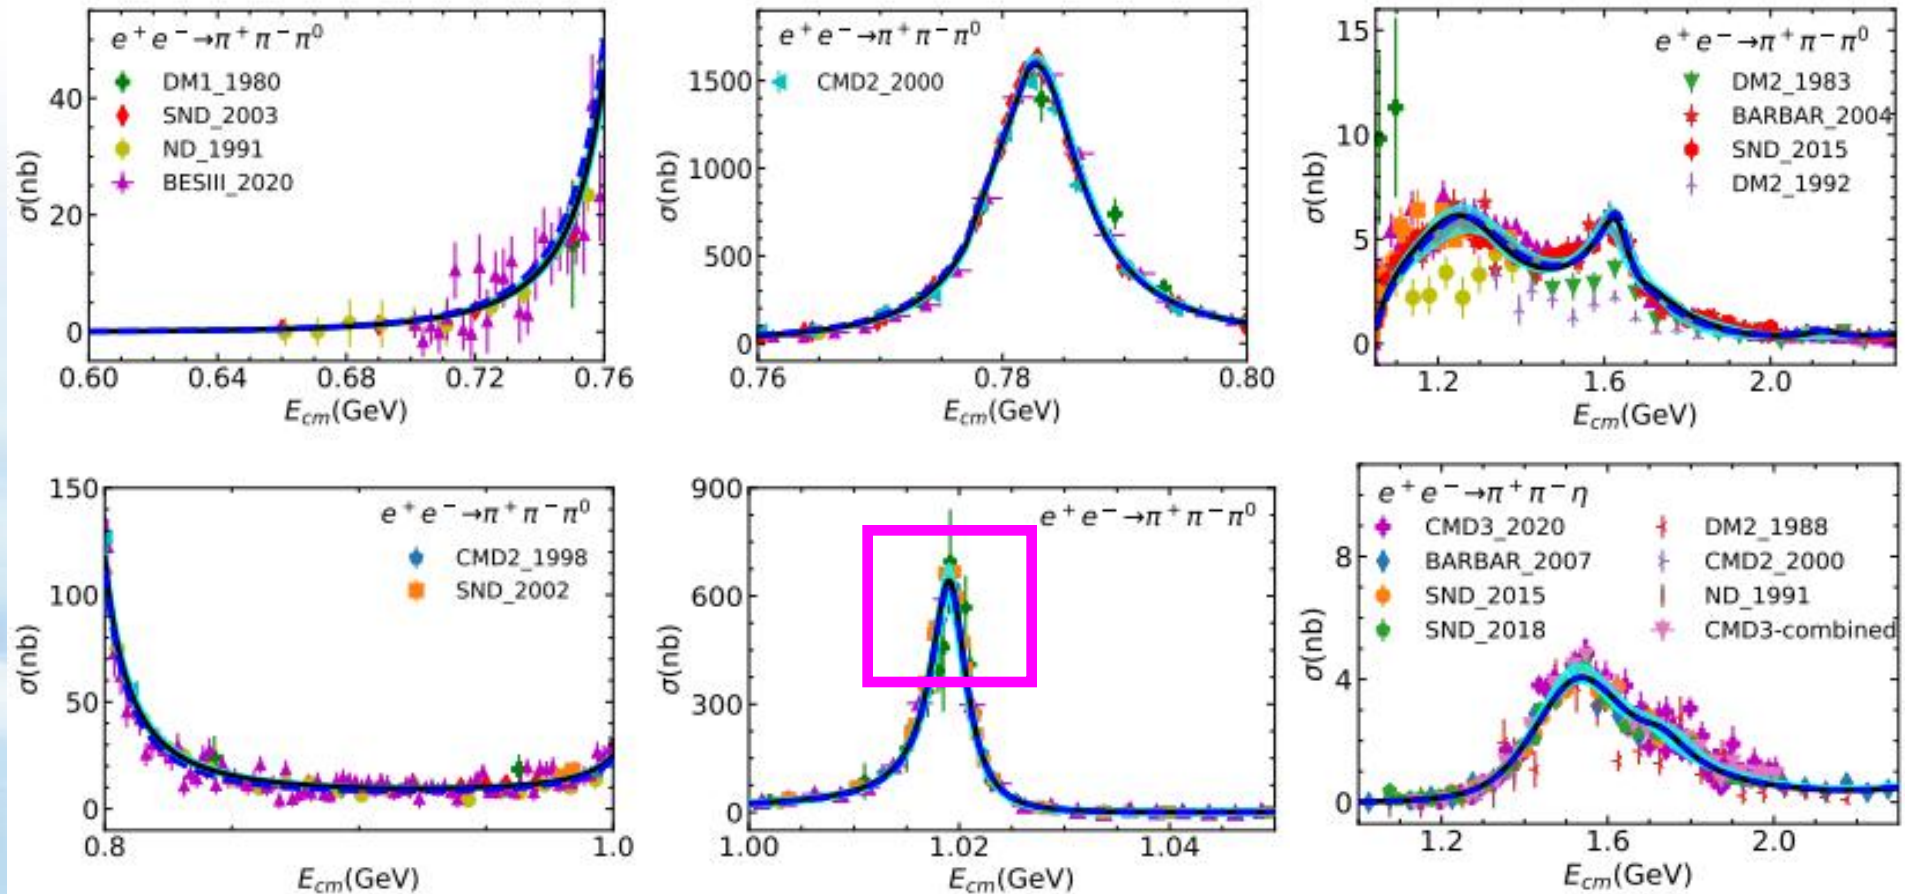 e⁺e⁻→π⁺π⁻π⁰
DM1_1980
SND_2003
ND_1991
BESIII_2020
40
20
0
σ(nb)
0.60 0.64 0.68 0.72 0.76
E_cm(GeV)
e⁺e⁻→π⁺π⁻π⁰
CMD2_2000
1500
1000
500
0
σ(nb)
0.76 0.78 0.80
E_cm(GeV)
e⁺e⁻→π⁺π⁻π⁰
DM2_1983
BARBAR_2004
SND_2015
DM2_1992
15
10
5
0
σ(nb)
1.2 1.6 2.0
E_cm(GeV)
e⁺e⁻→π⁺π⁻π⁰
CMD2_1998
SND_2002
150
100
50
0
σ(nb)
0.8 1.0
E_cm(GeV)
e⁺e⁻→π⁺π⁻π⁰
900
600
300
0
σ(nb)
1.00 1.02 1.04
E_cm(GeV)
e⁺e⁻→π⁺π⁻η
CMD3_2020 DM2_1988
BARBAR_2007 CMD2_2000
SND_2015 ND_1991
SND_2018 CMD3-combined
8
4
0
σ(nb)
1.2 1.6 2.0
E_cm(GeV)